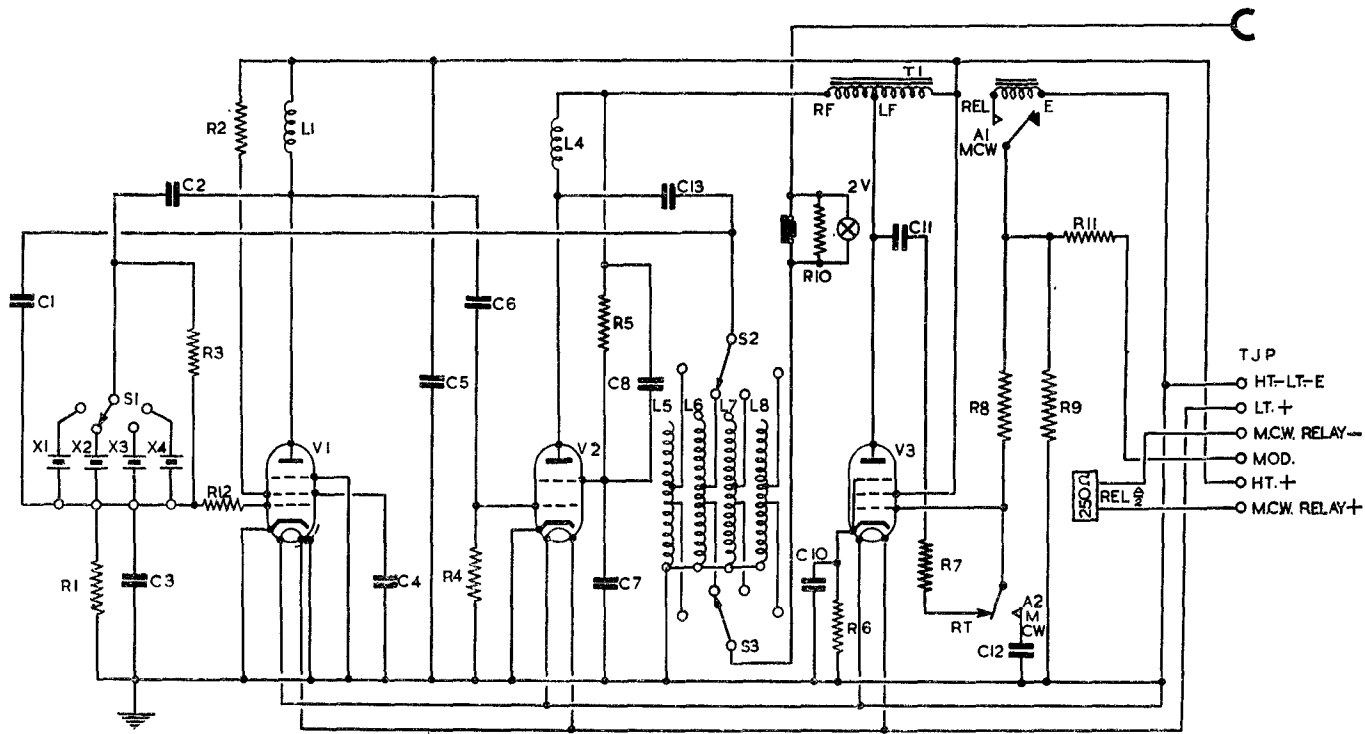 T1
R2
L1
RF
LF
REL
E
A1
MCW
L4
C2
C13
2V
C11
R11
R10
C1
C6
R5
S2
R3
C5
C8
TJP
S1
HT-LT-E
L5
L6
L7
L8
R8
R9
LT.+
X1
X2
X3
X4
V1
V2
V3
M.C.W. RELAY-
MOD.
R12
250Ω
REL A/2
HT.+
M.C.W. RELAY+
R1
C3
C4
R4
C7
C10
R7
R16
RT
A2
M
CW
S3
C12